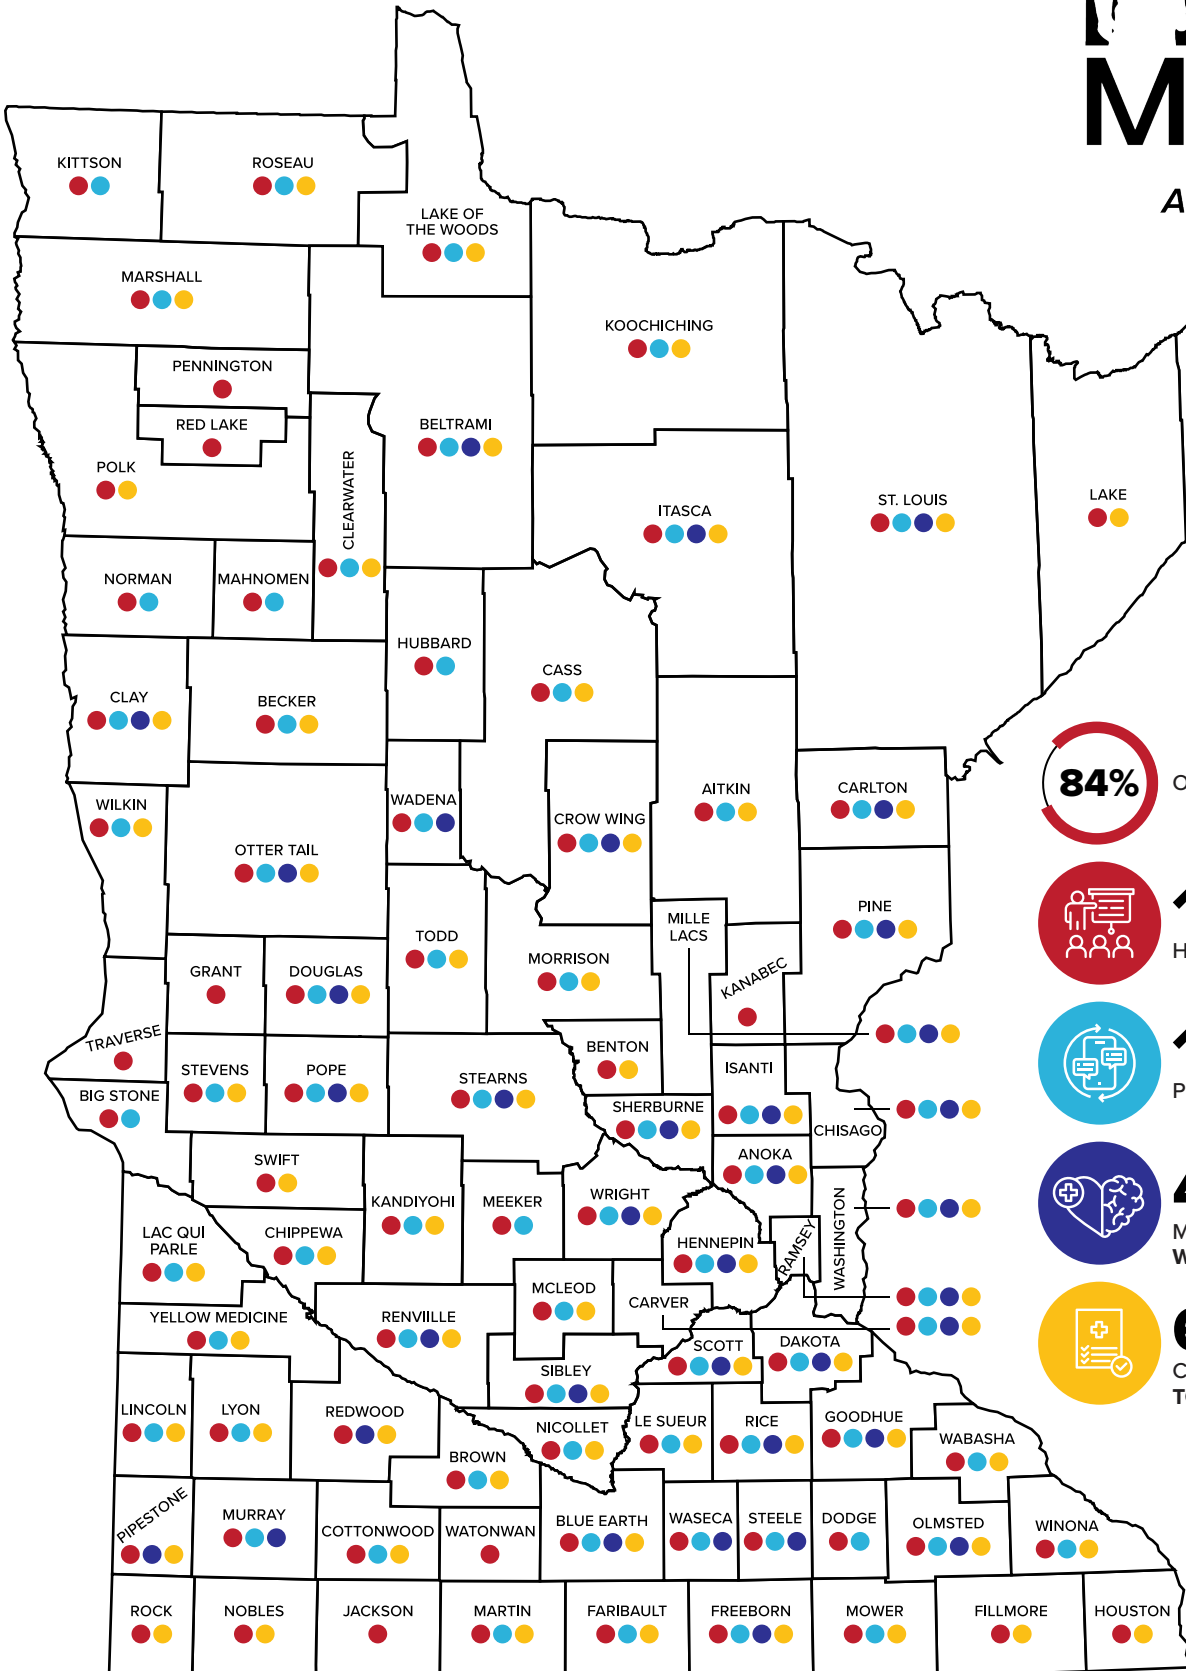 M
A
KITTSON
ROSEAU
LAKE OF
THE WOODS
MARSHALL
KOOCHICHING
PENNINGTON
RED LAKE
BELTRAMI
POLK
CLEARWATER
ITASCA
ST. LOUIS
LAKE
NORMAN
MAHNOMEN
HUBBARD
CASS
CLAY
BECKER
WILKIN
WADENA
CROW WING
AITKIN
CARLTON
84%
O
OTTER TAIL
TODD
MORRISON
MILLE
LACS
PINE
H
GRANT
DOUGLAS
KANABEC
TRAVERSE
BENTON
STEVENS
POPE
STEARNS
ISANTI
BIG STONE
SHERBURNE
P
CHISAGO
SWIFT
ANOKA
KANDIYOHI
MEEKER
WRIGHT
WASHINGTON
LAC QUI
PARLE
CHIPPEWA
HENNEPIN
RAMSEY
M
W
MCLEOD
CARVER
YELLOW MEDICINE
RENVILLE
SCOTT
DAKOTA
SIBLEY
C
T
LINCOLN
LYON
REDWOOD
NICOLLET
LE SUEUR
RICE
GOODHUE
WABASHA
BROWN
PIPESTONE
MURRAY
COTTONWOOD
WATONWAN
BLUE EARTH
WASECA
STEELE
DODGE
OLMSTED
WINONA
ROCK
NOBLES
JACKSON
MARTIN
FARIBAULT
FREEBORN
MOWER
FILLMORE
HOUSTON